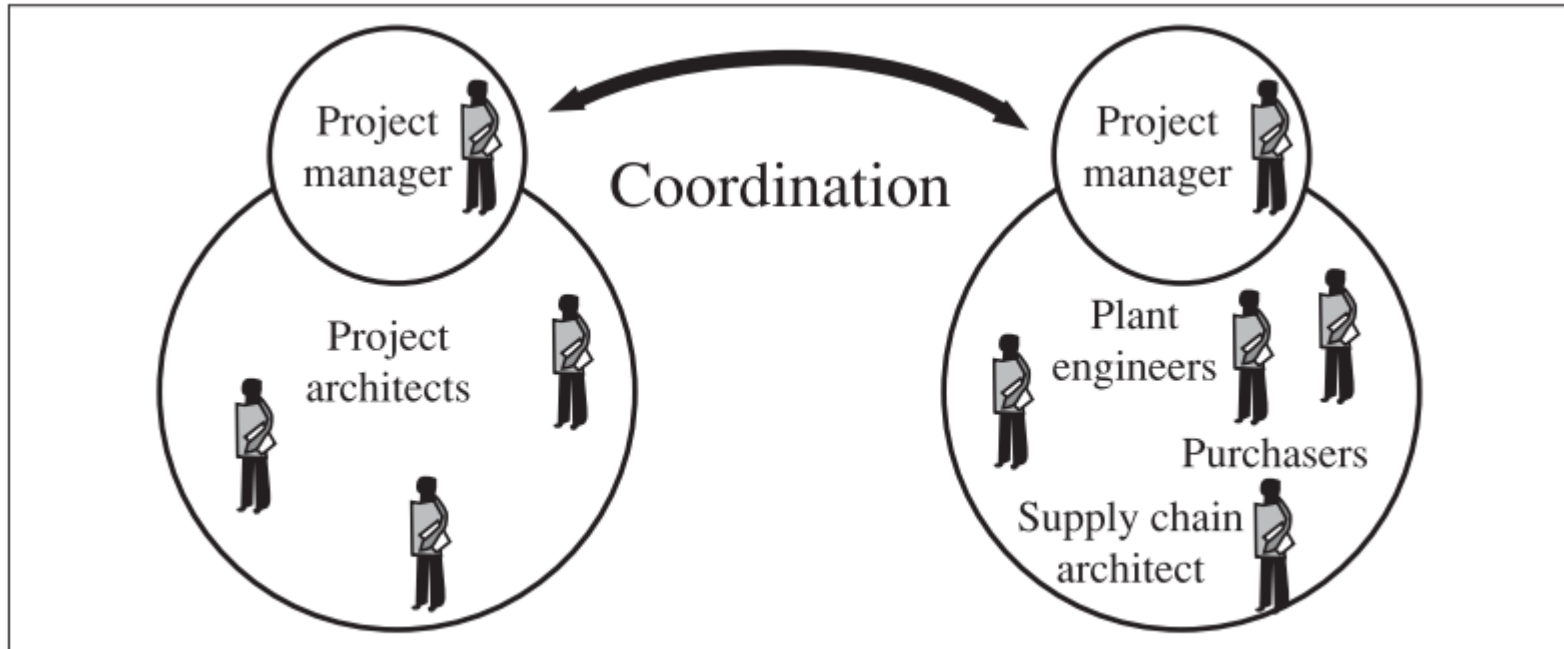 Project
manager
Coordination
Project
manager
Project
architects
Plant
engineers
Purchasers
Supply chain
architect